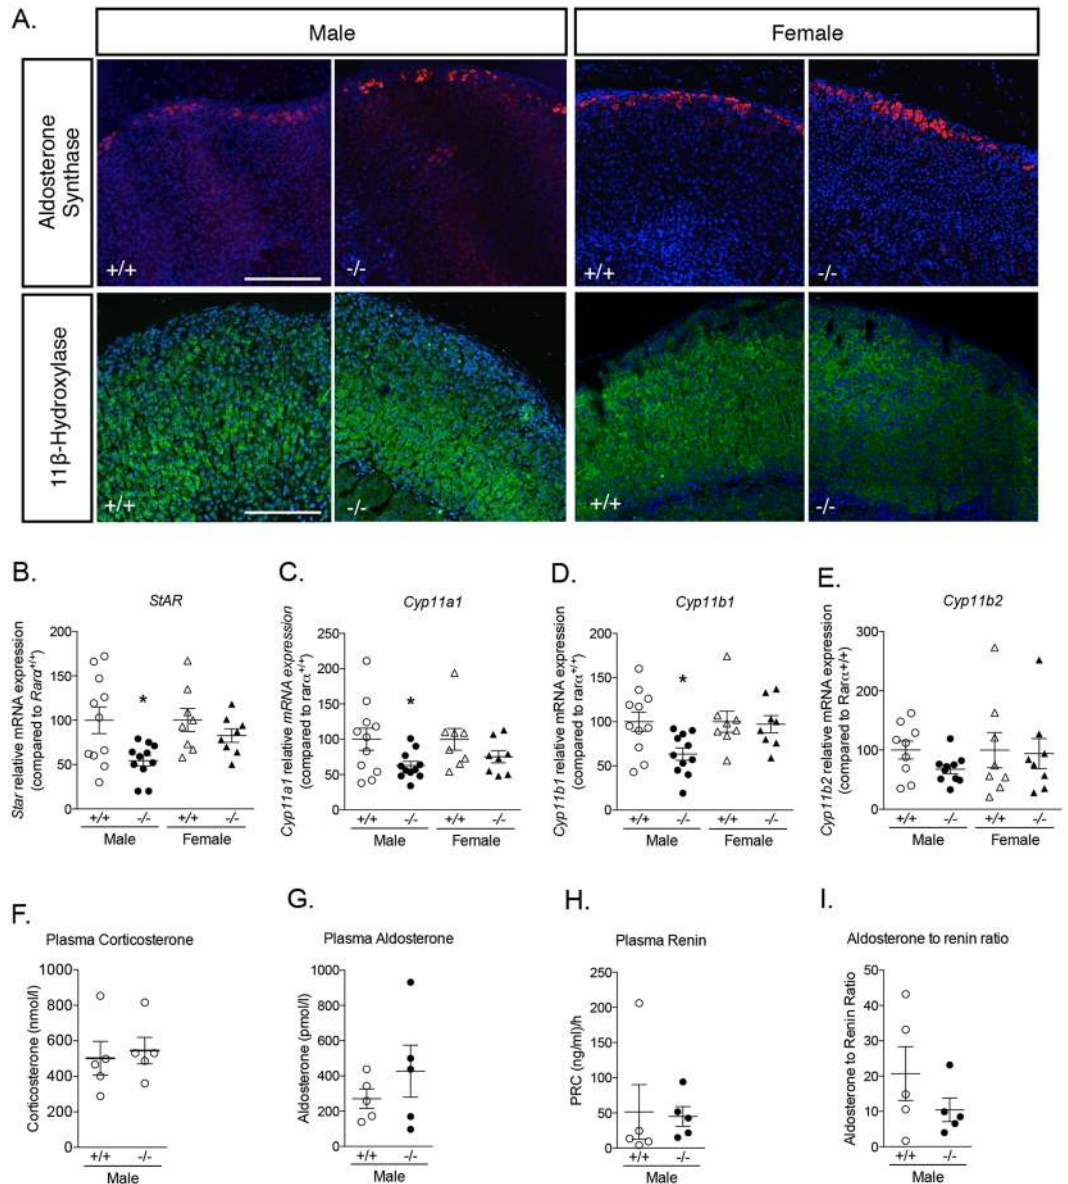 A.
Male
Female
Aldosterone
Synthase
+/+
-/-
+/+
-/-
11β-Hydroxylase
+/+
-/-
+/+
-/-
B.
StAR
Star relative mRNA expression
(compared to Rarα+/+)
200
150
100
50
0
+/+
-/-
+/+
-/-
Male
Female
*
C.
Cyp11a1
Cyp11a1 relative mRNA expression
(compared to rarα+/+)
250
200
150
100
50
0
+/+
-/-
+/+
-/-
Male
Female
*
D.
Cyp11b1
Cyp11b1 relative mRNA expression
(compared to rarα+/+)
200
150
100
50
0
+/+
-/-
+/+
-/-
Male
Female
*
E.
Cyp11b2
Cyp11b2 relative mRNA expression
(compared to Rarα+/+)
300
200
100
0
+/+
-/-
+/+
-/-
Male
Female
F.
Plasma Corticosterone
Corticosterone (nmol/l)
1000
800
600
400
200
0
+/+
-/-
Male
G.
Plasma Aldosterone
Aldosterone (pmol/l)
1000
800
600
400
200
0
+/+
-/-
Male
H.
Plasma Renin
PRC (ng/ml)/h
250
200
150
100
50
0
+/+
-/-
Male
I.
Aldosterone to renin ratio
Aldosterone to Renin Ratio
50
40
30
20
10
0
+/+
-/-
Male